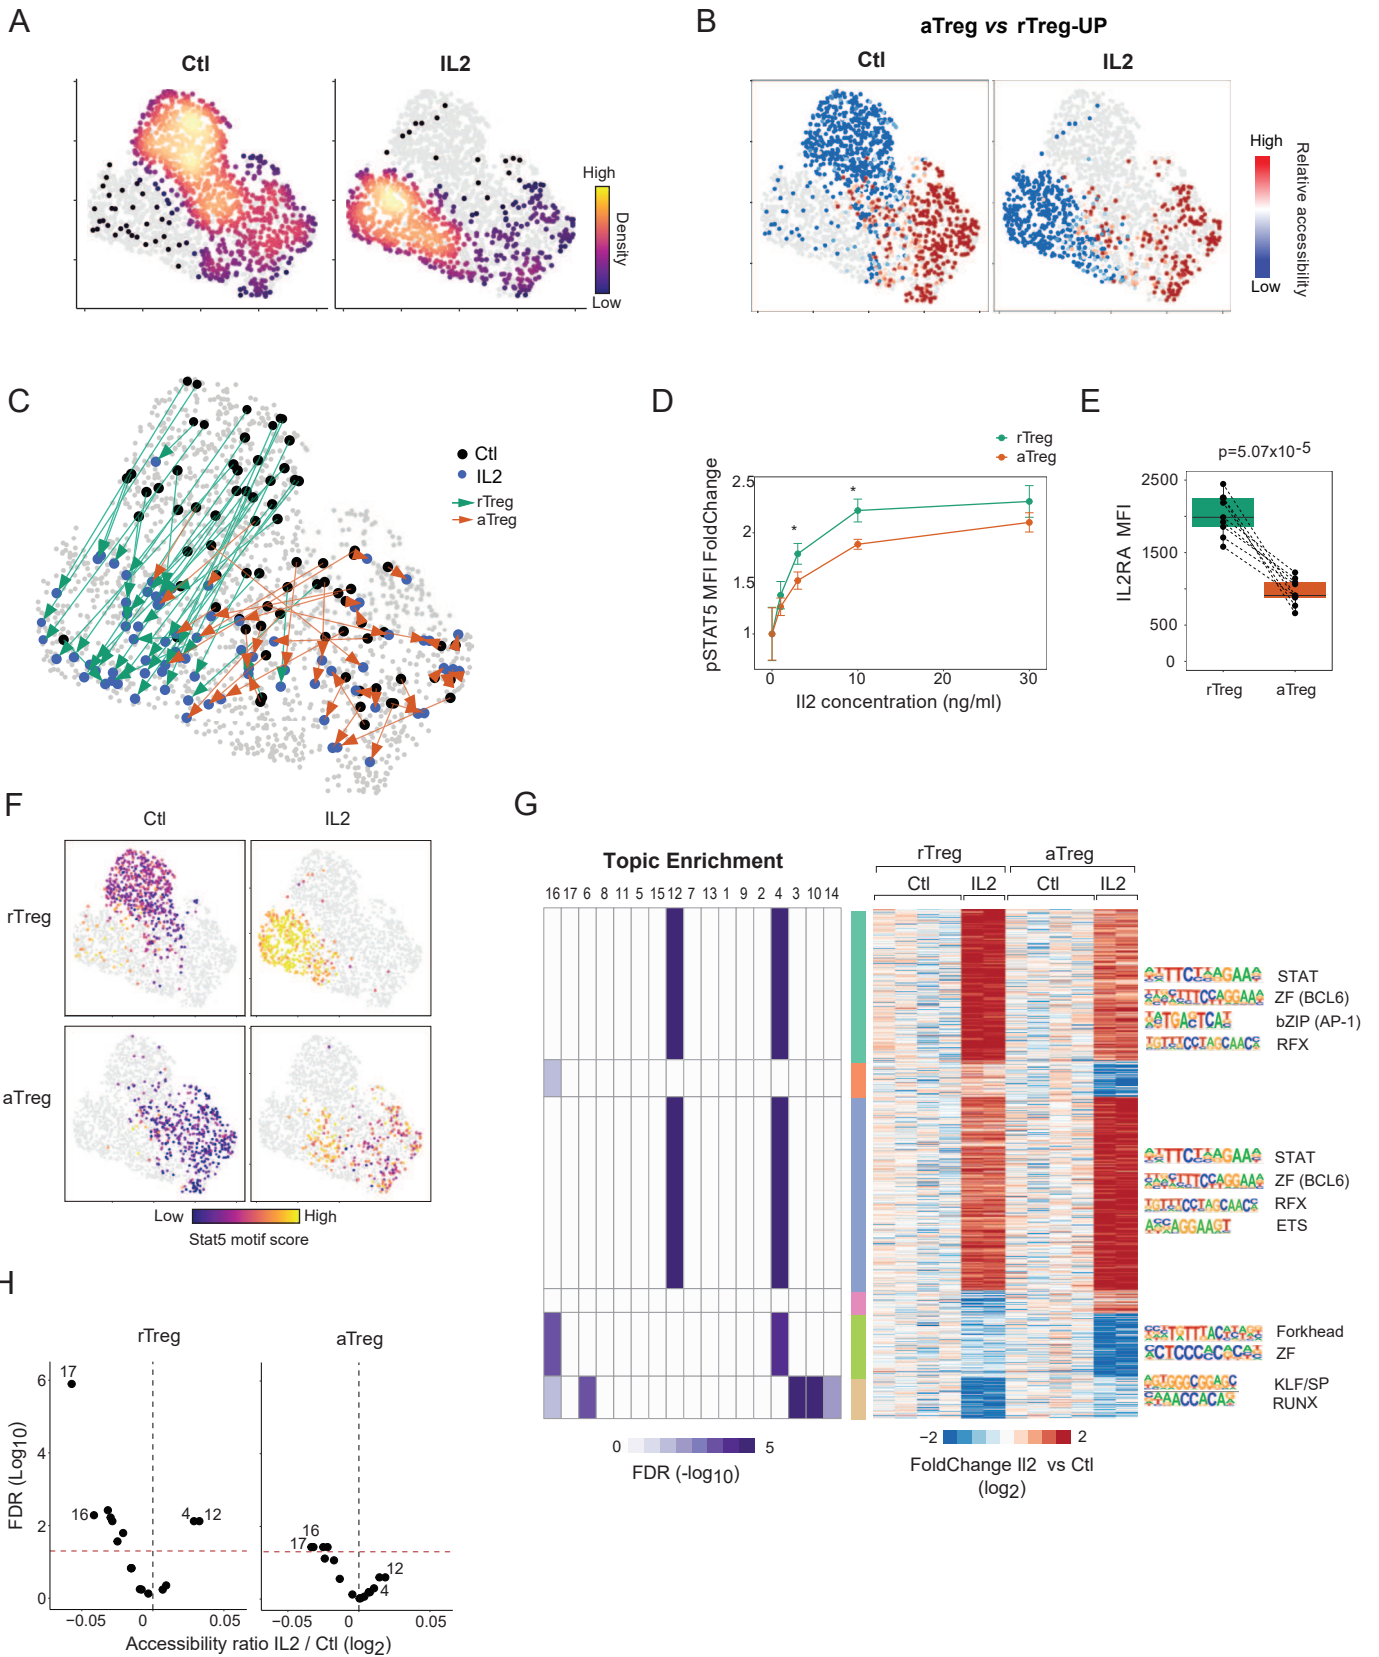 A
Ctl
IL2
High
Density
Low
B
aTreg vs rTreg-UP
Ctl
IL2
High
Relative accessibility
Low
C
Ctl
IL2
rTreg
aTreg
D
rTreg
aTreg
pSTAT5 MFI FoldChange
2.5
2
1.5
1
*
*
0
10
20
30
Il2 concentration (ng/ml)
E
p=5.07x10-5
IL2RA MFI
2500
1500
500
0
rTreg
aTreg
F
Ctl
IL2
rTreg
aTreg
Low
High
Stat5 motif score
G
Topic Enrichment
16 17 6 8 11 5 15 12 7 13 1 9 2 4 3 10 14
0
5
FDR (-log10)
rTreg
aTreg
Ctl
IL2
Ctl
IL2
STAT
ZF (BCL6)
bZIP (AP-1)
RFX
STAT
ZF (BCL6)
RFX
ETS
Forkhead
ZF
KLF/SP
RUNX
−2
2
FoldChange Il2 vs Ctl
(log2)
H
rTreg
aTreg
FDR (Log10)
6
4
2
0
17
16
4
12
16
17
12
4
−0.05
0
0.05
−0.05
0
0.05
Accessibility ratio IL2 / Ctl (log2)